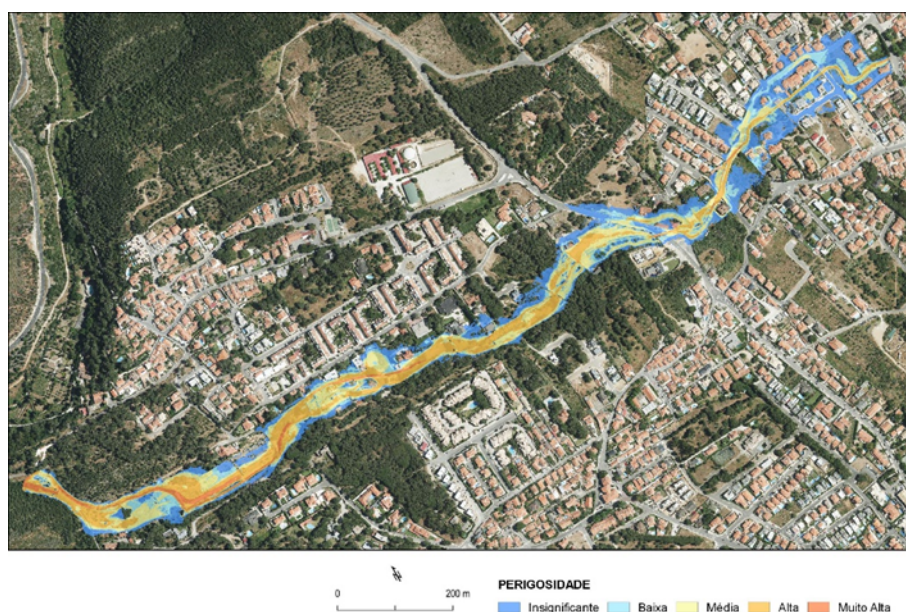 N
0 200 m
PERIGOSIDADE
Insignificante Baixa Média Alta Muito Alta